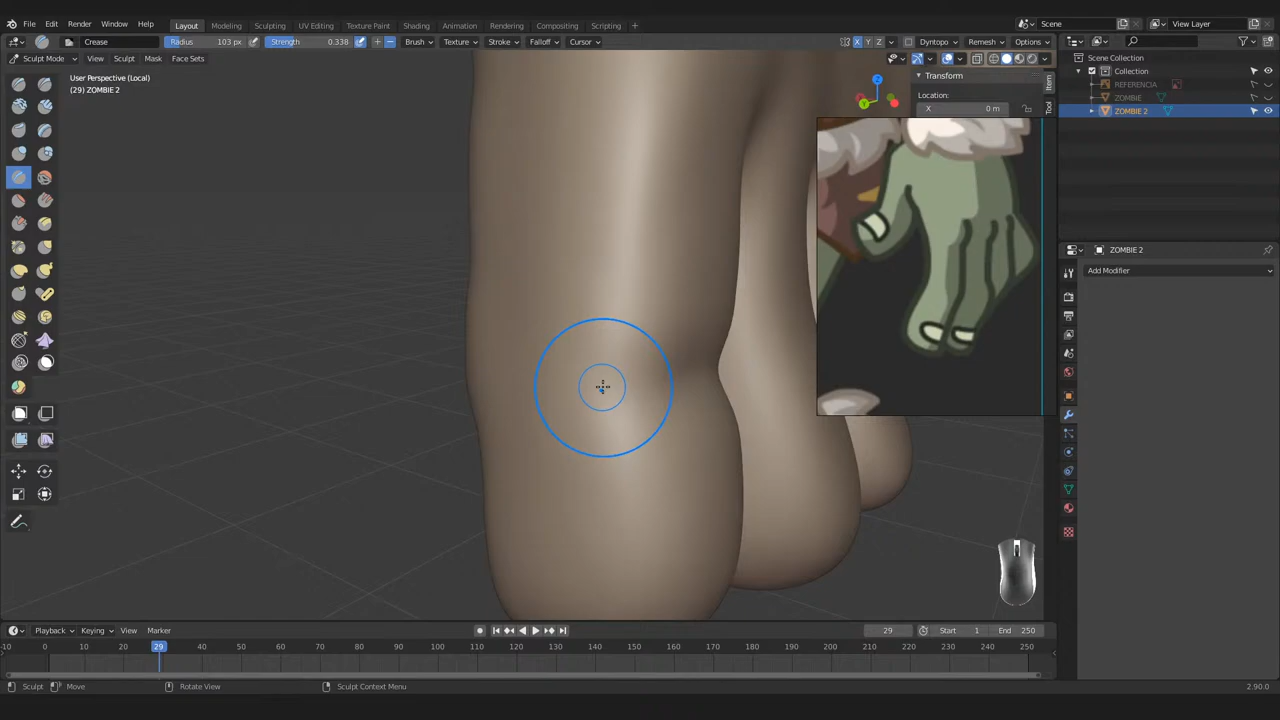 File Edit Render Window Help Layout Modeling Sculpting UV Editing Texture Paint Shading Animation Rendering Compositing Scripting + Scene View Layer
Crease Radius 103 px Strength 0.338 Brush Texture Stroke Falloff Cursor X Y Z Dyntopo Remesh Options
Sculpt Mode View Sculpt Mask Face Sets
Scene Collection
Collection
REFERENCIA
ZOMBIE
ZOMBIE 2
User Perspective (Local)
(29) ZOMBIE 2
Z
Y
Transform
Location:
X 0 m
Item
Tool
ZOMBIE 2
Add Modifier
Playback Keying View Marker 29 Start 1 End 250
-10 0 10 20 29 40 50 60 70 80 90 100 110 120 130 140 150 160 170 180 190 200 210 220 230 240 250
Sculpt Move Rotate View Sculpt Context Menu 2.90.0